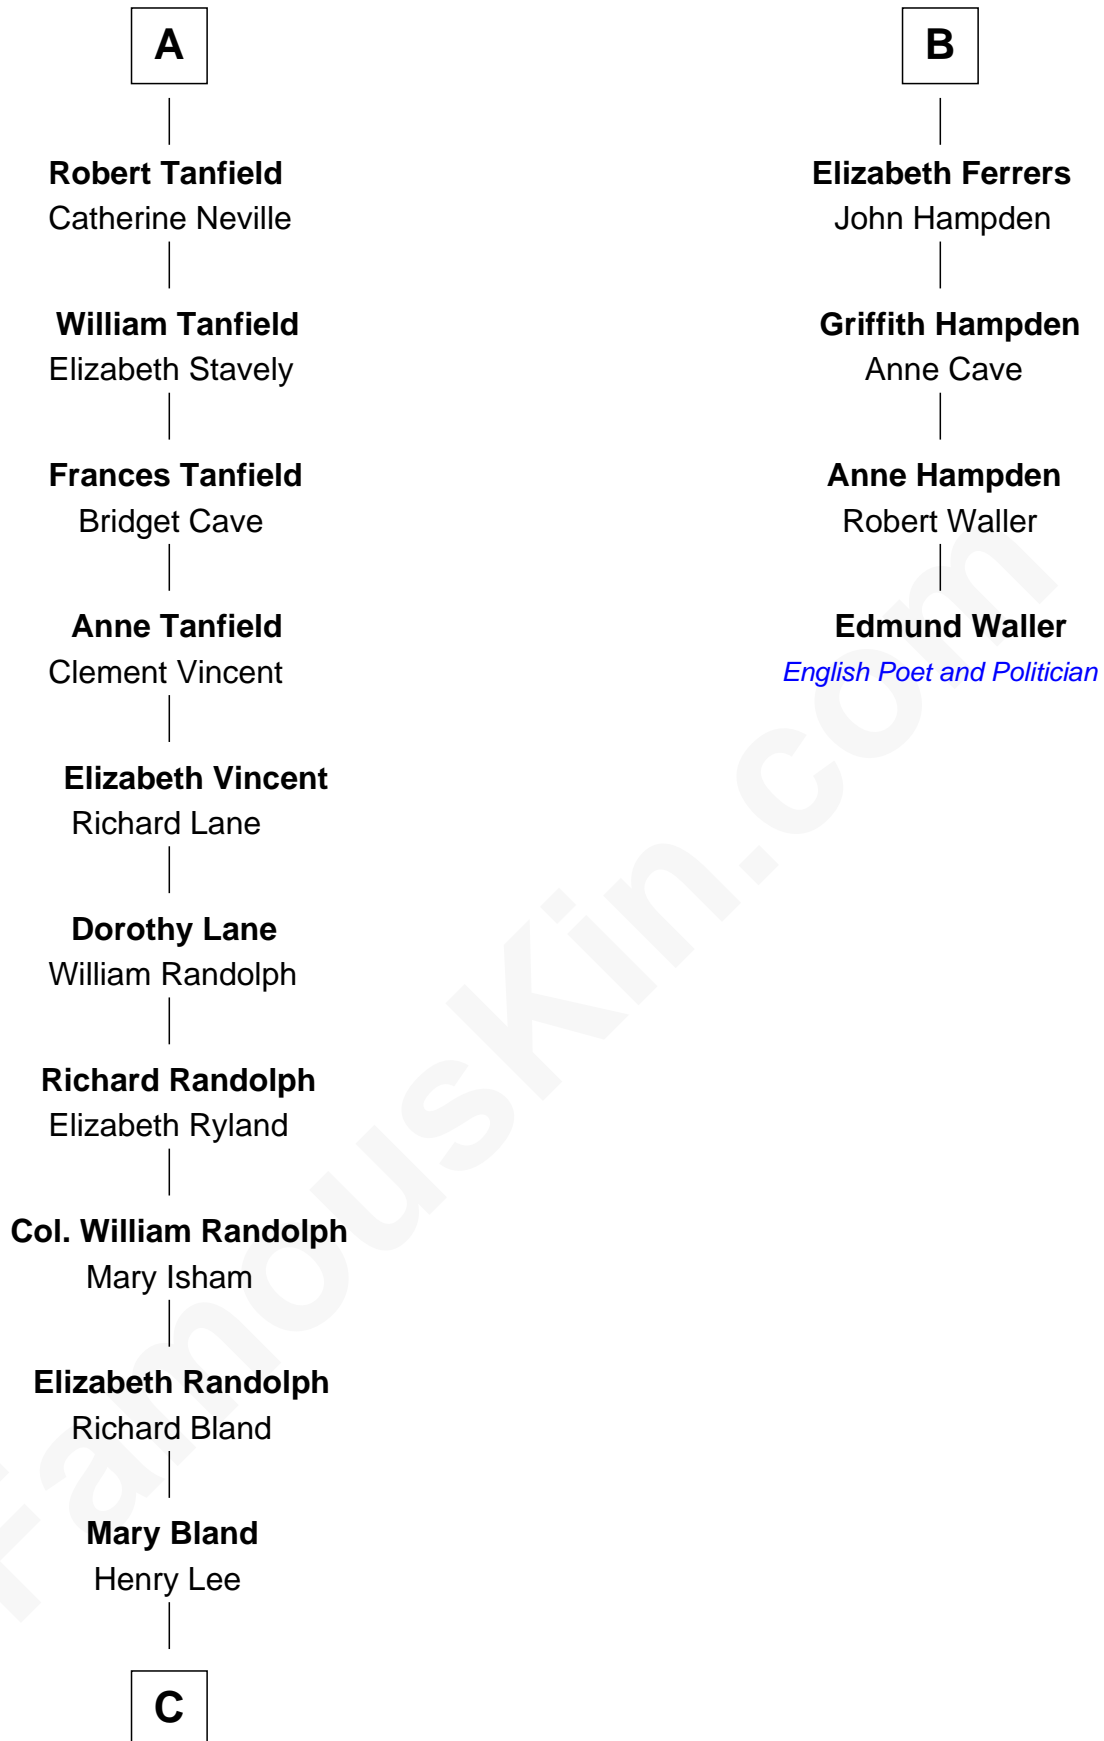 A
Robert Tanfield
Catherine Neville
William Tanfield
Elizabeth Stavely
Frances Tanfield
Bridget Cave
Anne Tanfield
Clement Vincent
Elizabeth Vincent
Richard Lane
Dorothy Lane
William Randolph
Richard Randolph
Elizabeth Ryland
Col. William Randolph
Mary Isham
Elizabeth Randolph
Richard Bland
Mary Bland
Henry Lee
C
B
Elizabeth Ferrers
John Hampden
Griffith Hampden
Anne Cave
Anne Hampden
Robert Waller
Edmund Waller
English Poet and Politician
FamousKin.com